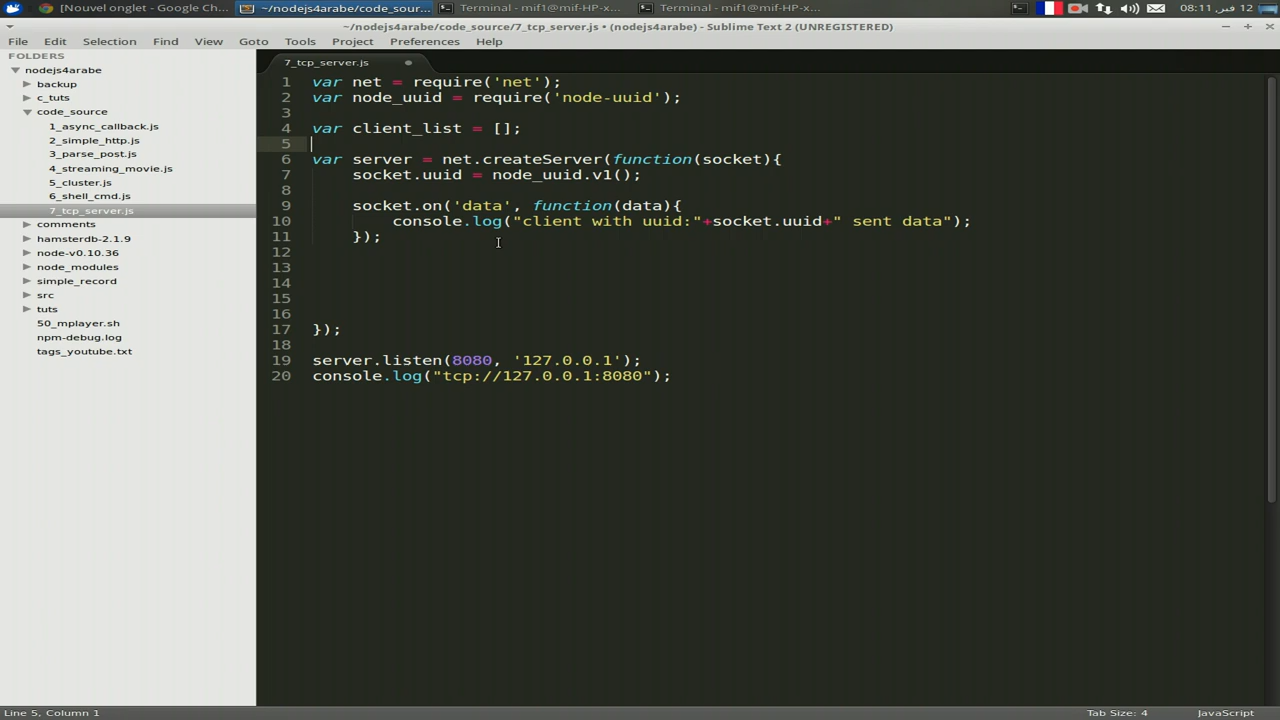 [Nouvel onglet - Google Ch...
~/nodejs4arabe/code_sour...
Terminal - mif1@mif-HP-x...
Terminal - mif1@mif-HP-x...
12 فبر, 08:11
~/nodejs4arabe/code_source/7_tcp_server.js • (nodejs4arabe) - Sublime Text 2 (UNREGISTERED)
File Edit Selection Find View Goto Tools Project Preferences Help
FOLDERS
nodejs4arabe
backup
c_tuts
code_source
1_async_callback.js
2_simple_http.js
3_parse_post.js
4_streaming_movie.js
5_cluster.js
6_shell_cmd.js
7_tcp_server.js
comments
hamsterdb-2.1.9
node-v0.10.36
node_modules
simple_record
src
tuts
50_mplayer.sh
npm-debug.log
tags_youtube.txt
7_tcp_server.js
1 var net = require('net');
2 var node_uuid = require('node-uuid');
3
4 var client_list = [];
5
6 var server = net.createServer(function(socket){
7 socket.uuid = node_uuid.v1();
8
9 socket.on('data', function(data){
10 console.log("client with uuid:"+socket.uuid+" sent data");
11 });
12
13
14
15
16
17 });
18
19 server.listen(8080, '127.0.0.1');
20 console.log("tcp://127.0.0.1:8080");
Line 5, Column 1
Tab Size: 4
JavaScript